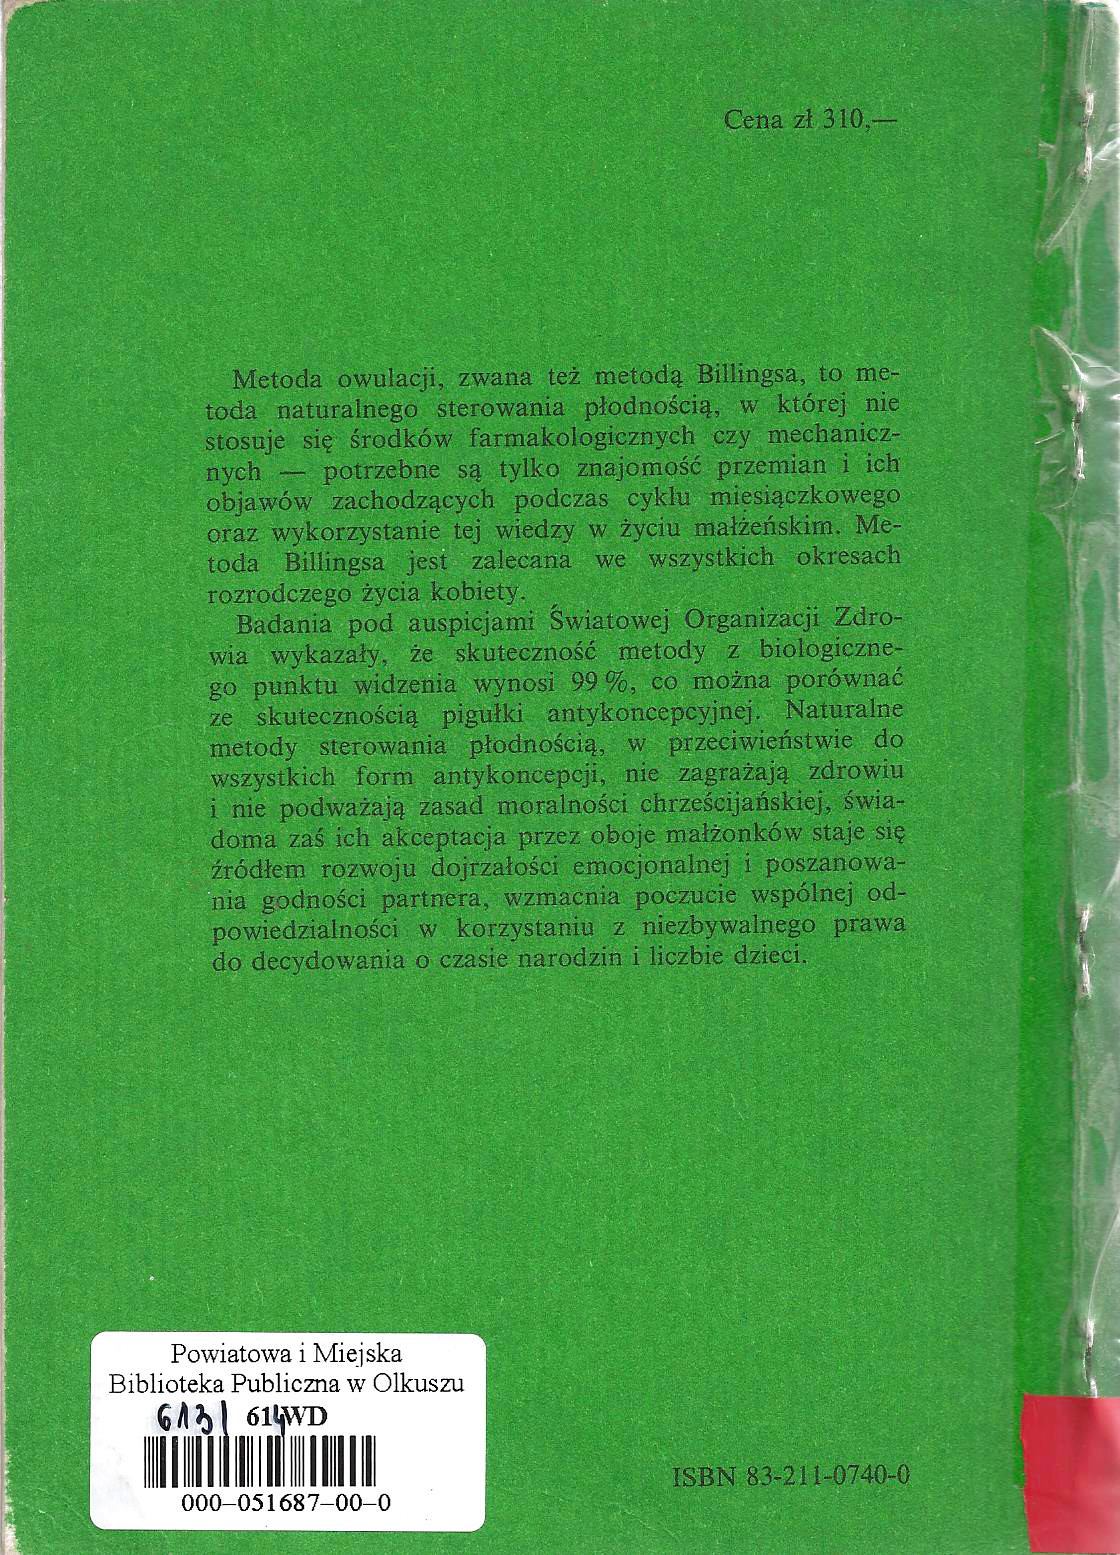 Cena zł 310,—
Metoda owulacji, zwana też metodą Billingsa, to me-
toda naturalnego sterowania płodnością, w której nie
stosuje się środków farmakologicznych czy mechanicz-
nych — potrzebne są tylko znajomość przemian i ich
objawów zachodzących podczas cyklu miesiączkowego
oraz wykorzystanie tej wiedzy w życiu małżeńskim. Me-
toda Billingsa jest zalecana we wszystkich okresach
rozrodczego życia kobiety.
Badania pod auspicjami Światowej Organizacji Zdro-
wia wykazały, że skuteczność metody z biologiczne-
go punktu widzenia wynosi 99 %, co można porównać
ze skutecznością pigułki antykoncepcyjnej. Naturalne
metody sterowania płodnością, w przeciwieństwie do
wszystkich form antykoncepcji, nie zagrażają zdrowiu
i nie podważają zasad moralności chrześcijańskiej, świa-
doma zaś ich akceptacja przez oboje małżonków staje się
źródłem rozwoju dojrzałości emocjonalnej i poszanowa-
nia godności partnera, wzmacnia poczucie wspólnej od-
powiedzialności w korzystaniu z niezbywalnego prawa
do decydowania o czasie narodzin i liczbie dzieci.
Powiatowa i Miejska
Biblioteka Publiczna w Olkuszu
613| 614WD
000-051687-00-0
ISBN 83-211-0740-0